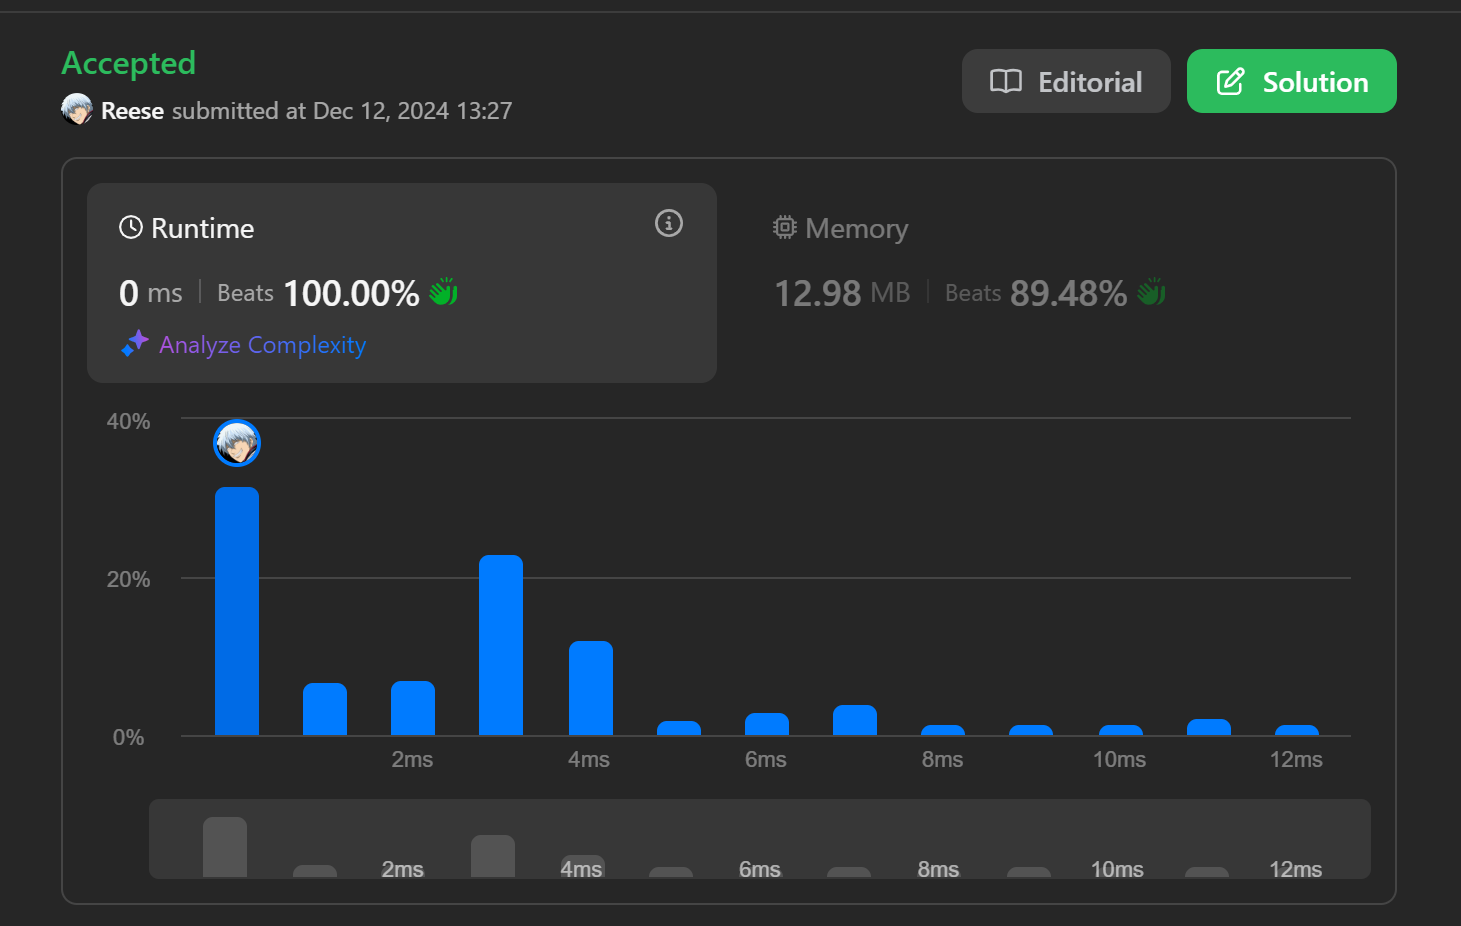 Accepted
Editorial
Solution
Reese submitted at Dec 12, 2024 13:27
Runtime
Memory
0 ms | Beats 100.00%
12.98 MB | Beats 89.48%
Analyze Complexity
40%
20%
0%
2ms 4ms 6ms 8ms 10ms 12ms
2ms 4ms 6ms 8ms 10ms 12ms